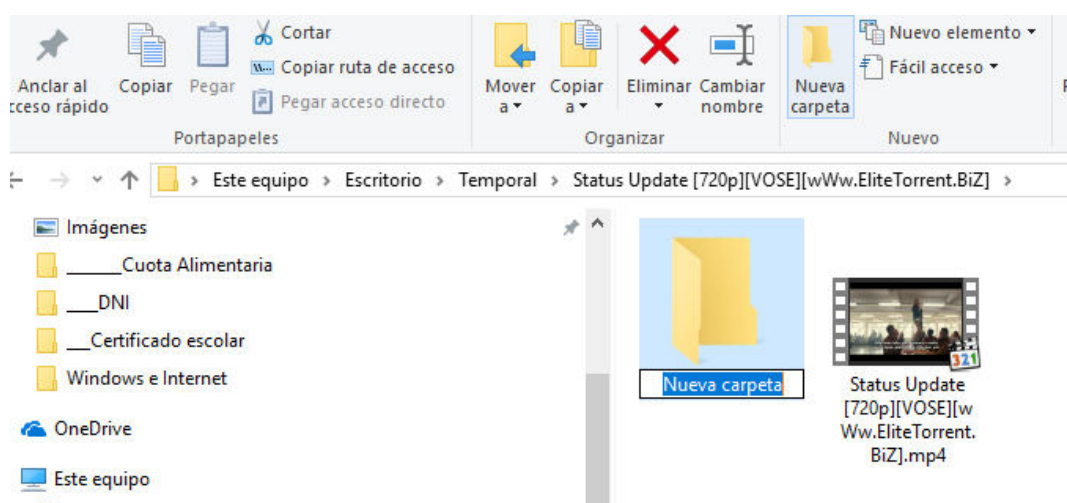 Anclar al
cceso rápido
Copiar
Pegar
Cortar
Copiar ruta de acceso
Pegar acceso directo
Portapapeles
Mover
a
Copiar
a
Eliminar
Cambiar
nombre
Organizar
Nueva
carpeta
Nuevo elemento
Fácil acceso
Nuevo
Este equipo > Escritorio > Temporal > Status Update [720p][VOSE][wWw.EliteTorrent.BiZ] >
Imágenes
______Cuota Alimentaria
___DNI
__Certificado escolar
Windows e Internet
OneDrive
Este equipo
Nueva carpeta
321
Status Update
[720p][VOSE][w
Ww.EliteTorrent.
BiZ].mp4